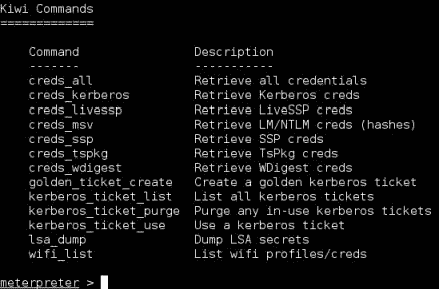 Kiwi Commands
=============
Command Description
------- -----------
creds_all Retrieve all credentials
creds_kerberos Retrieve Kerberos creds
creds_livessp Retrieve LiveSSP creds
creds_msv Retrieve LM/NTLM creds (hashes)
creds_ssp Retrieve SSP creds
creds_tspkg Retrieve TsPkg creds
creds_wdigest Retrieve WDigest creds
golden_ticket_create Create a golden kerberos ticket
kerberos_ticket_list List all kerberos tickets
kerberos_ticket_purge Purge any in-use kerberos tickets
kerberos_ticket_use Use a kerberos ticket
lsa_dump Dump LSA secrets
wifi_list List wifi profiles/creds
meterpreter >